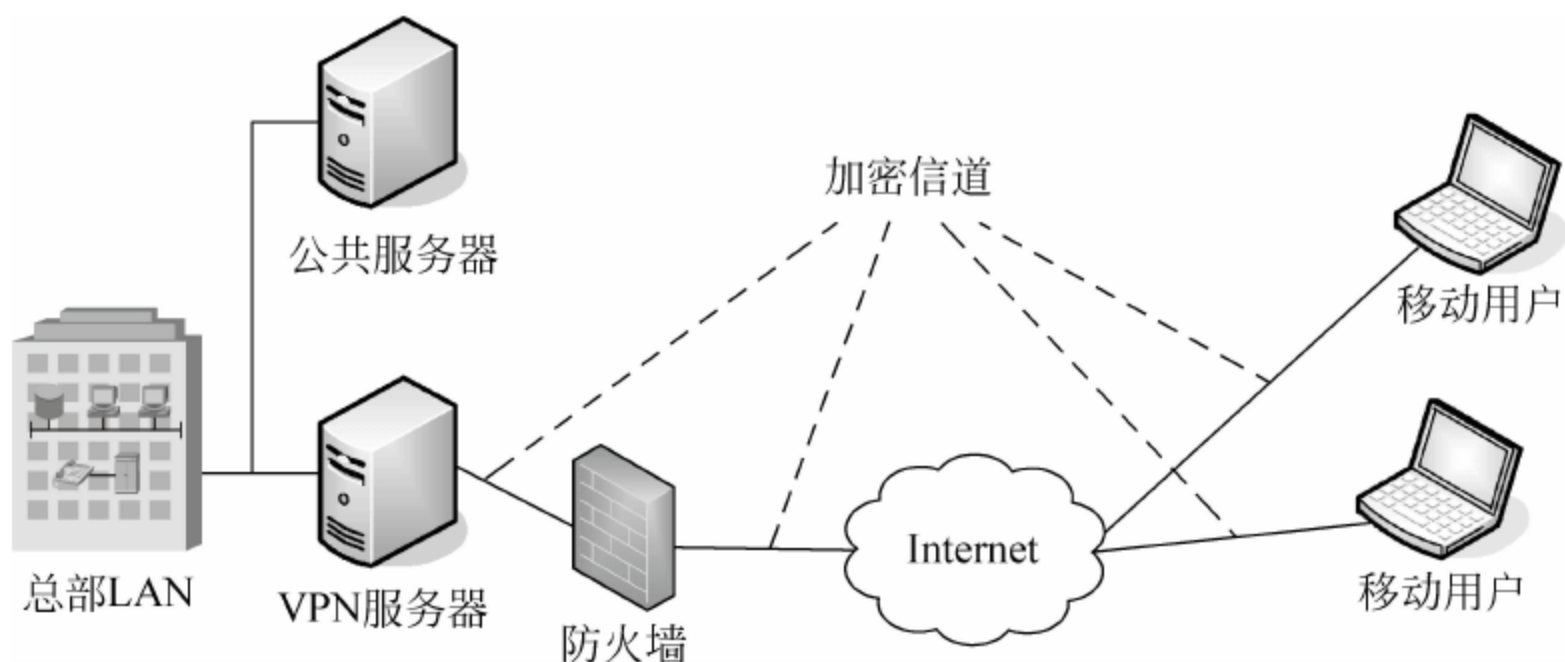 公共服务器
加密信道
移动用户
Internet
总部LAN
VPN服务器
防火墙
移动用户